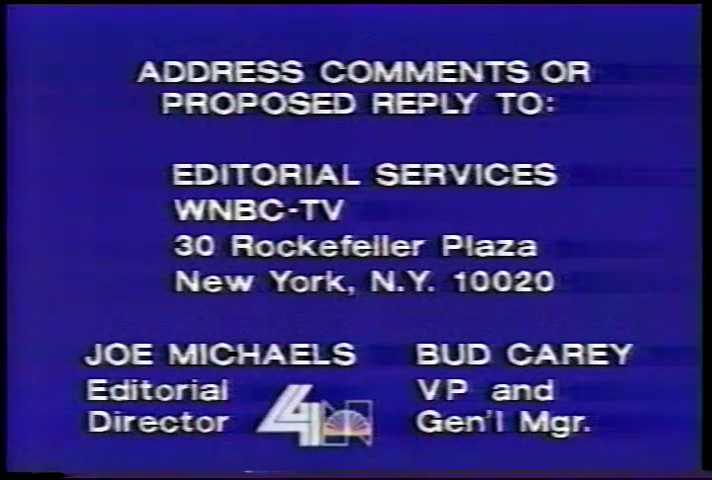 ADDRESS COMMENTS OR
PROPOSED REPLY TO:
EDITORIAL SERVICES
WNBC-TV
30 Rockefeller Plaza
New York, N.Y. 10020
JOE MICHAELS
Editorial
Director
4
BUD CAREY
VP and
Gen'l Mgr.